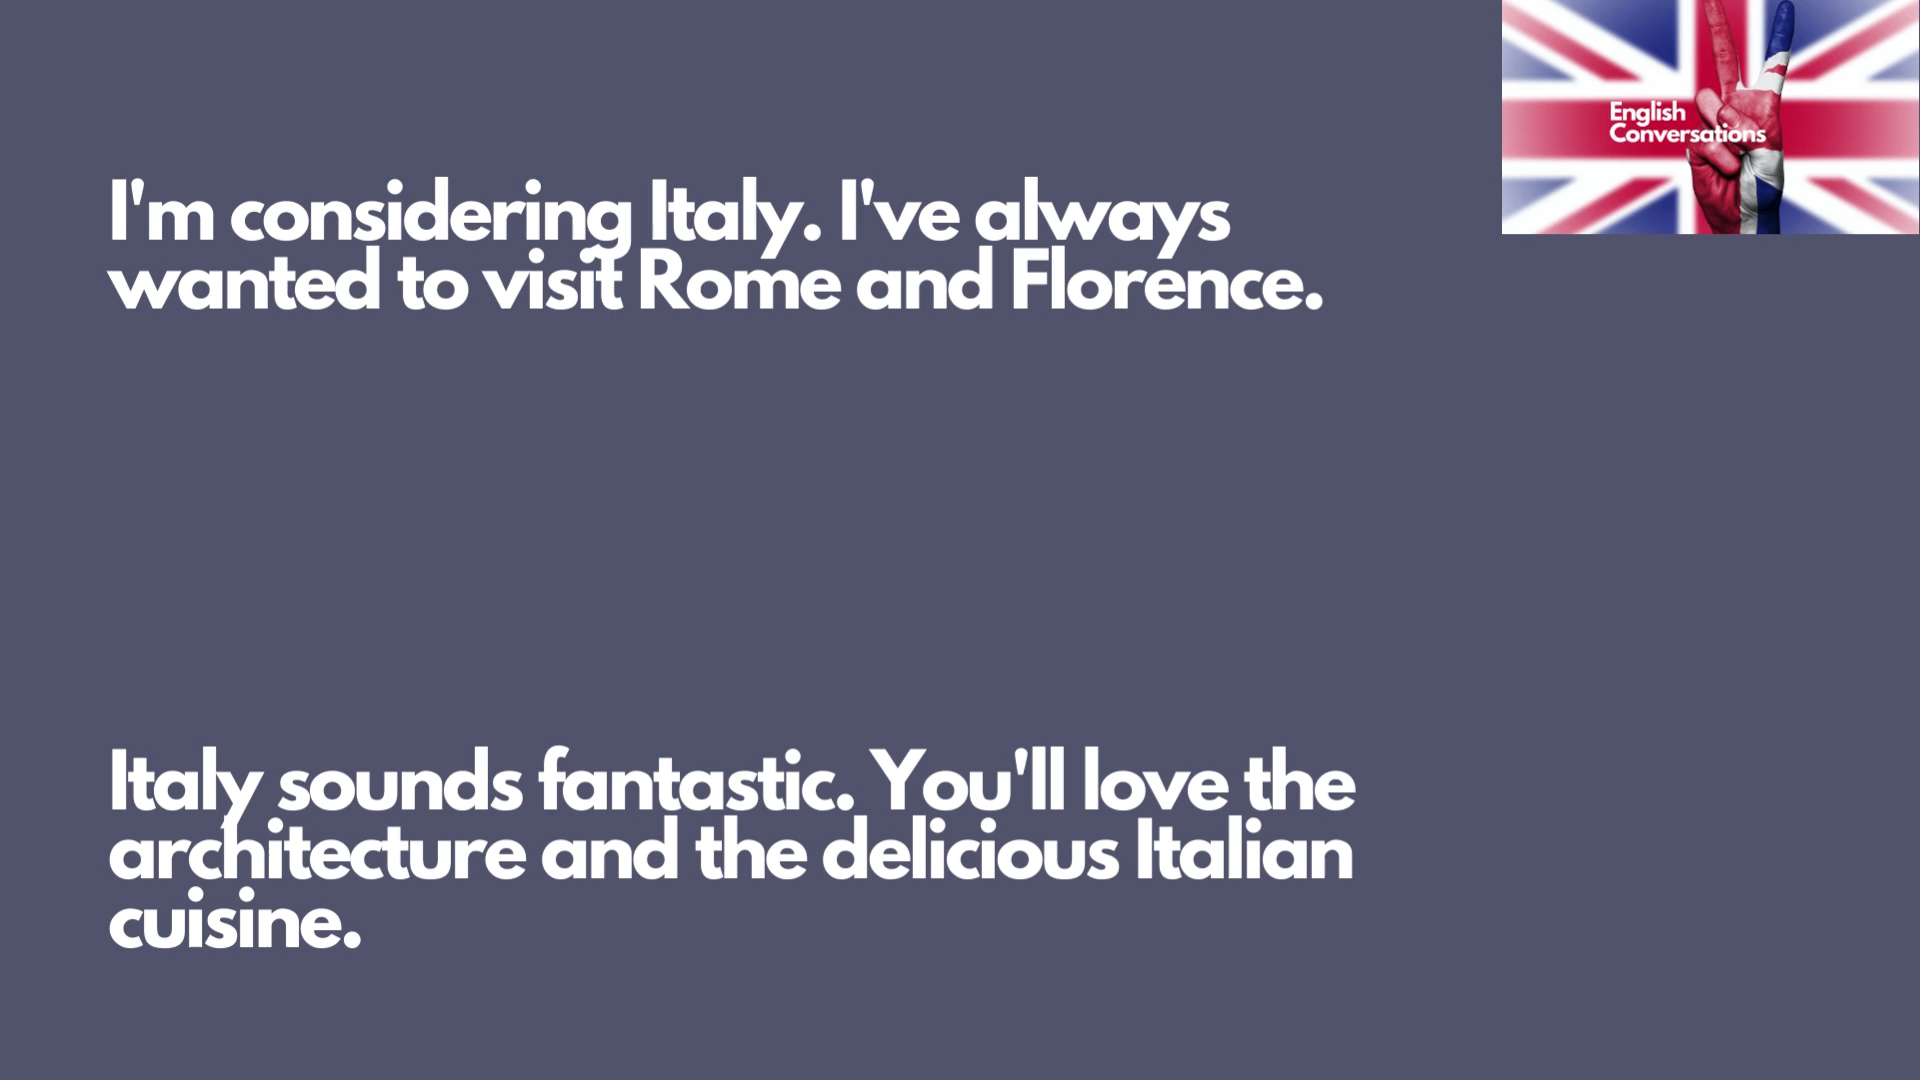 English
Conversations
I'm considering Italy. I've always
wanted to visit Rome and Florence.
Italy sounds fantastic. You'll love the
architecture and the delicious Italian
cuisine.